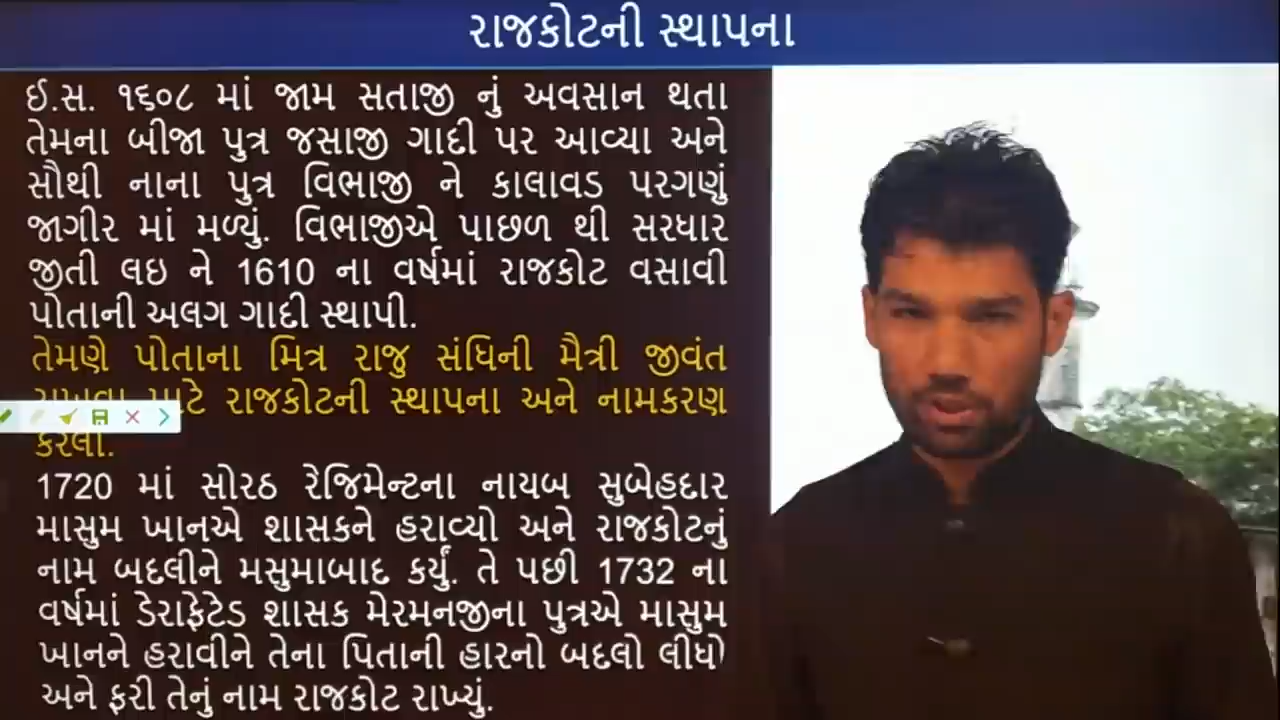 રાજકોટની સ્થાપના
ઈ.સ. ૧૬૦૮ માં જામ સતાજી નું અવસાન થતા
તેમના બીજા પુત્ર જસાજી ગાદી પર આવ્યા અને
સૌથી નાના પુત્ર વિભાજી ને કાલાવડ પરગણું
જાગીર માં મળ્યું. વિભાજીએ પાછળ થી સરધાર
જીતી લઇ ને 1610 ના વર્ષમાં રાજકોટ વસાવી
પોતાની અલગ ગાદી સ્થાપી.
તેમણે પોતાના મિત્ર રાજુ સંધિની મૈત્રી જીવંત
રાજકોટની સ્થાપના અને નામકરણ
1720 માં સોરઠ રેજિમેન્ટના નાયબ સુબેહદાર
માસુમ ખાનએ શાસકને હરાવ્યો અને રાજકોટનું
નામ બદલીને મસુમાબાદ કર્યું. તે પછી 1732 ના
વર્ષમાં ડેરાફેટેડ શાસક મેરમનજીના પુત્રએ માસુમ
ખાનને હરાવીને તેના પિતાની હારનો બદલો લીધો
અને ફરી તેનું નામ રાજકોટ રાખ્યું.